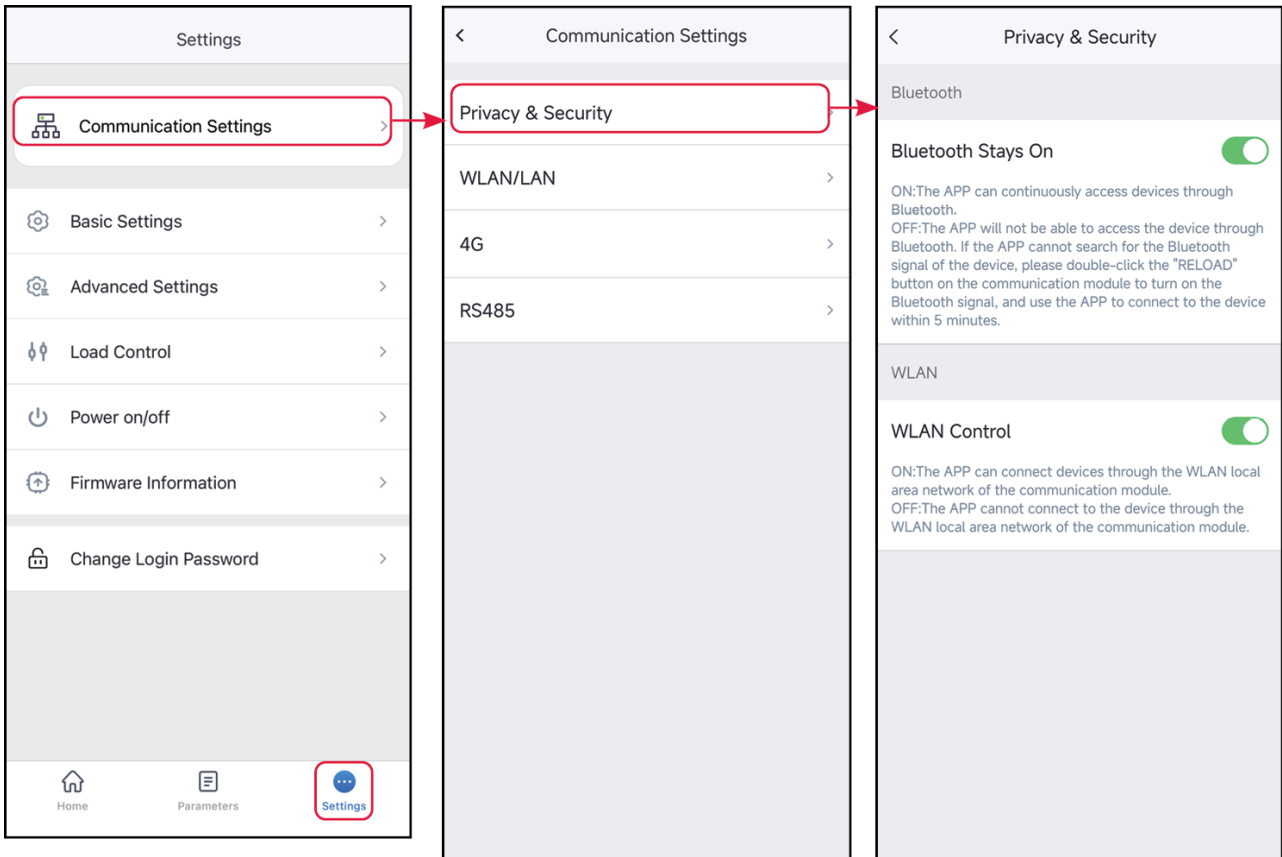 Settings
Communication Settings
Basic Settings
Advanced Settings
Load Control
Power on/off
Firmware Information
Change Login Password
Home
Parameters
Settings
Communication Settings
Privacy & Security
WLAN/LAN
4G
RS485
Privacy & Security
Bluetooth
Bluetooth Stays On
ON:The APP can continuously access devices through
Bluetooth.
OFF:The APP will not be able to access the device through
Bluetooth. If the APP cannot search for the Bluetooth
signal of the device, please double-click the "RELOAD"
button on the communication module to turn on the
Bluetooth signal, and use the APP to connect to the device
within 5 minutes.
WLAN
WLAN Control
ON:The APP can connect devices through the WLAN local
area network of the communication module.
OFF:The APP cannot connect to the device through the
WLAN local area network of the communication module.